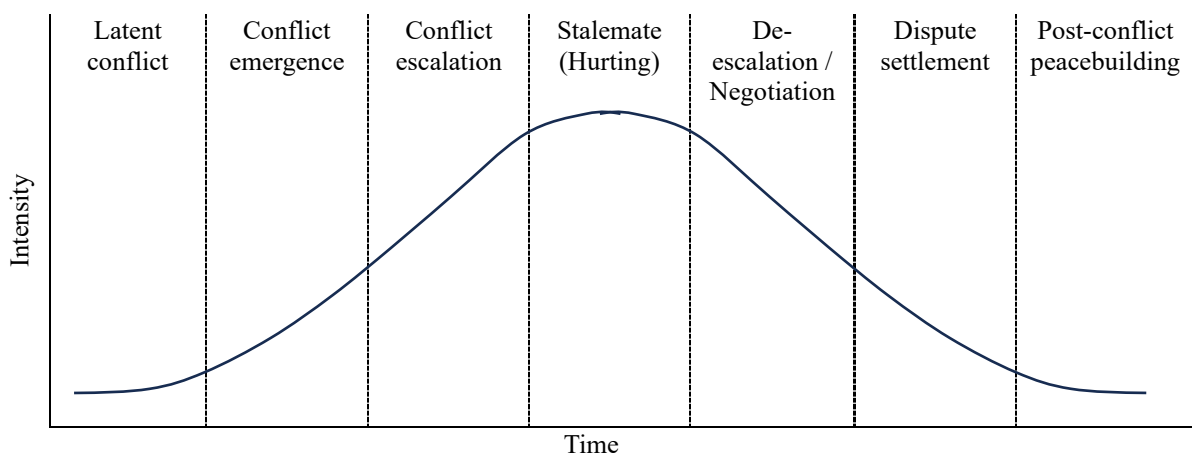 Latent
conflict
Conflict
emergence
Conflict
escalation
Stalemate
(Hurting)
De-
escalation /
Negotiation
Dispute
settlement
Post-conflict
peacebuilding
Intensity
Time